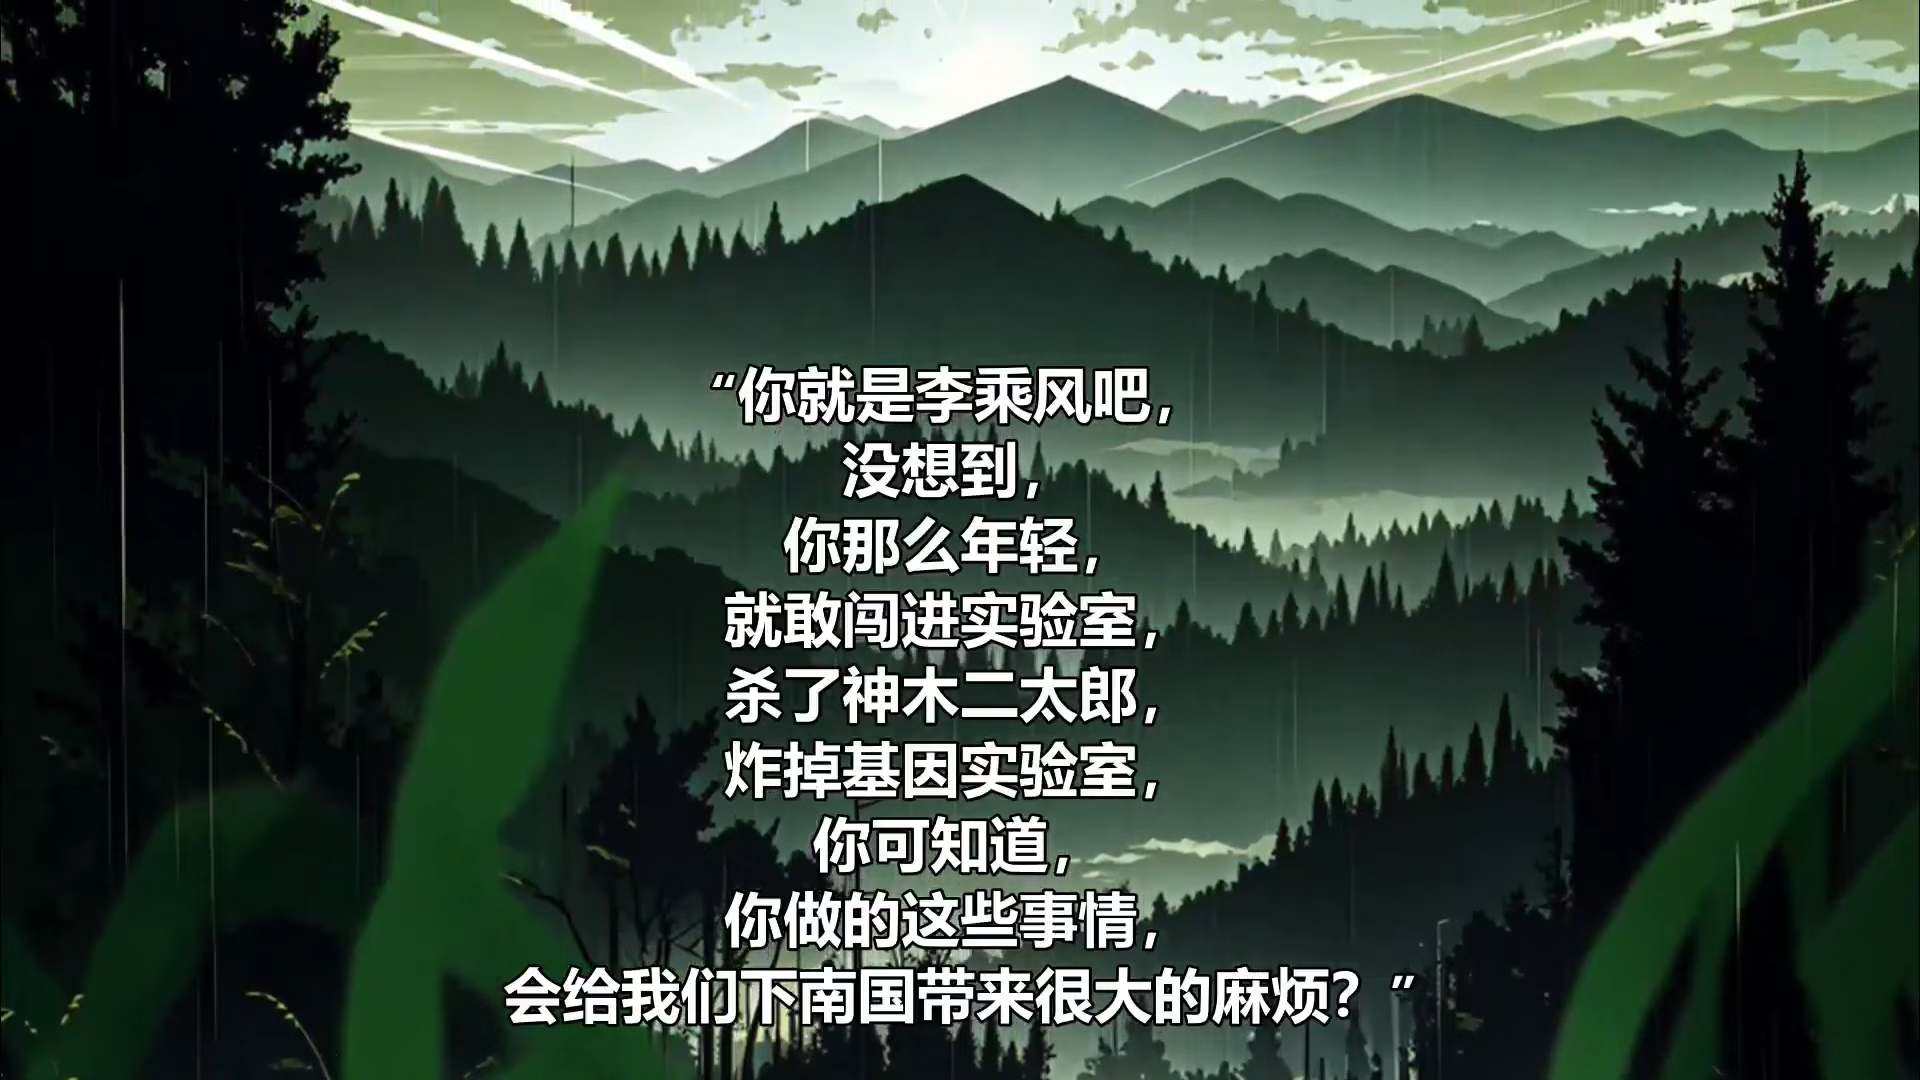 “你就是李乘风吧，
没想到，
你那么年轻，
就敢闯进实验室，
杀了神木二太郎，
炸掉基因实验室，
你可知道，
你做的这些事情，
会给我们下南国带来很大的麻烦？”